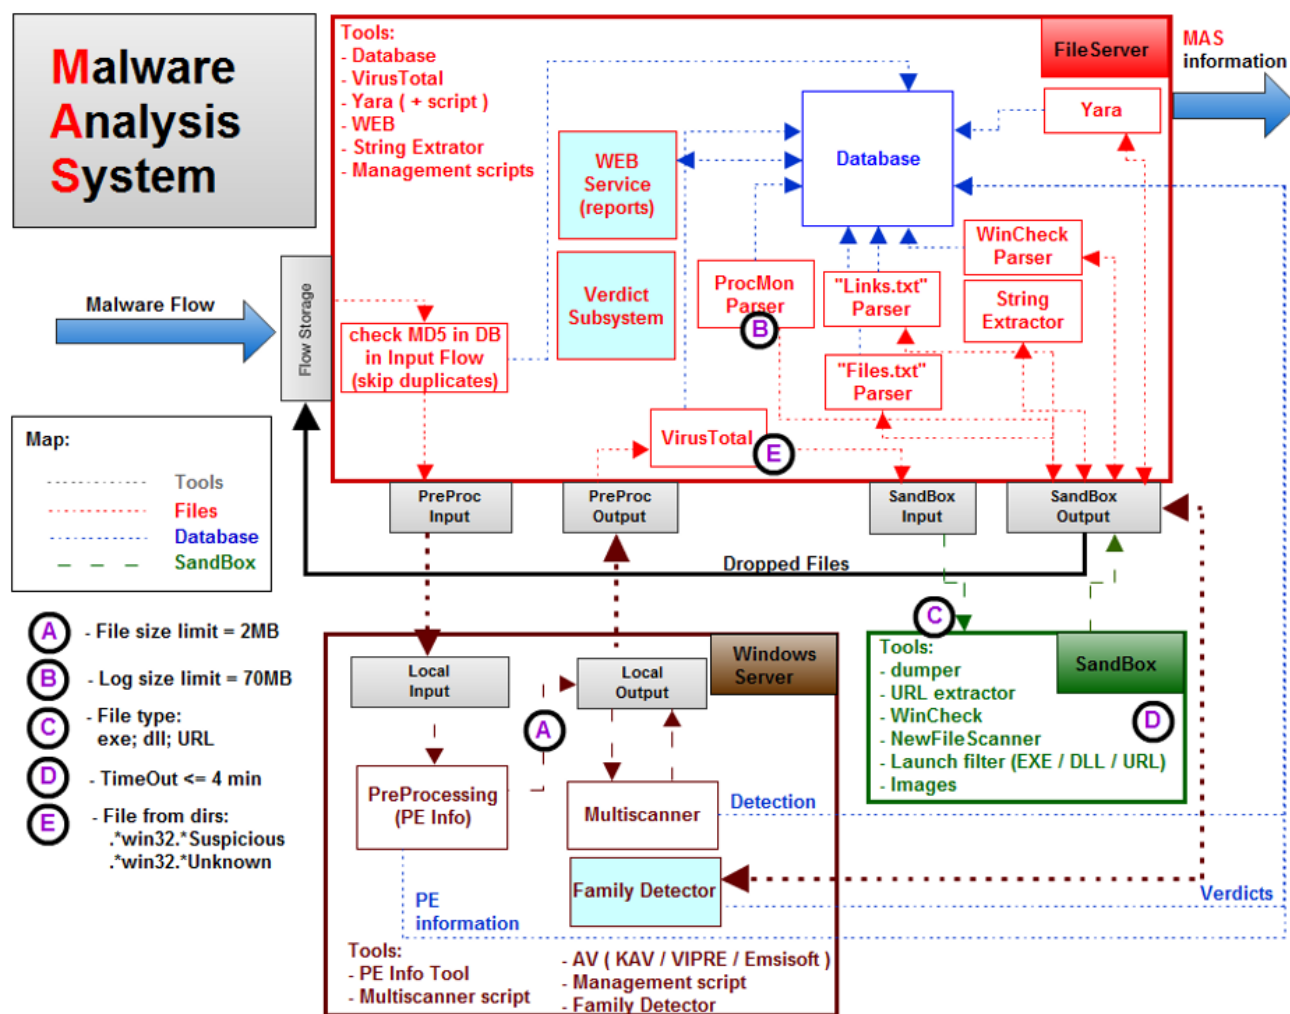 Malware
Analysis
System
Tools:
- Database
- VirusTotal
- Yara ( + script )
- WEB
- String Extrator
- Management scripts
FileServer
MAS
information
Yara
Database
WEB
Service
(reports)
Verdict
Subsystem
WinCheck
Parser
ProcMon
Parser
B
"Links.txt"
Parser
String
Extractor
"Files.txt"
Parser
Malware Flow
Flow Storage
check MD5 in DB
in Input Flow
(skip duplicates)
VirusTotal
E
Map:
Tools
Files
Database
SandBox
PreProc
Input
PreProc
Output
SandBox
Input
SandBox
Output
Dropped Files
A
- File size limit = 2MB
B
- Log size limit = 70MB
C
- File type:
exe; dll; URL
D
- TimeOut <= 4 min
E
- File from dirs:
.*win32.*Suspicious
.*win32.*Unknown
Windows
Server
Local
Input
Local
Output
A
PreProcessing
(PE Info)
Multiscanner
Detection
Family Detector
Verdicts
PE
information
Tools:
- PE Info Tool
- Multiscanner script
- AV ( KAV / VIPRE / Emsisoft )
- Management script
- Family Detector
C
SandBox
D
Tools:
- dumper
- URL extractor
- WinCheck
- NewFileScanner
- Launch filter (EXE / DLL / URL)
- Images